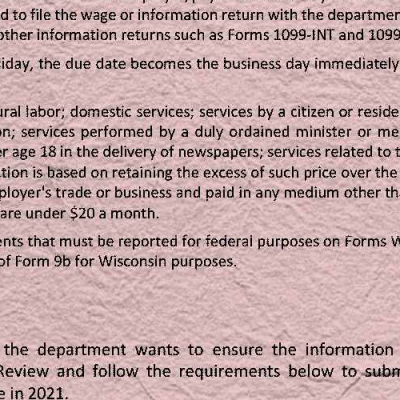 d to file the wage or information return with the departmen
other information returns such as Forms 1099-INT and 1099
iday, the due date becomes the business day immediately
ural labor; domestic services; services by a citizen or reside
on; services performed by a duly ordained minister or me
er age 18 in the delivery of newspapers; services related to t
tion is based on retaining the excess of such price over the
ployer's trade or business and paid in any medium other tha
are under $20 a month.
ents that must be reported for federal purposes on Forms W
of Form 9b for Wisconsin purposes.
the department wants to ensure the information
Review and follow the requirements below to subm
e in 2021.